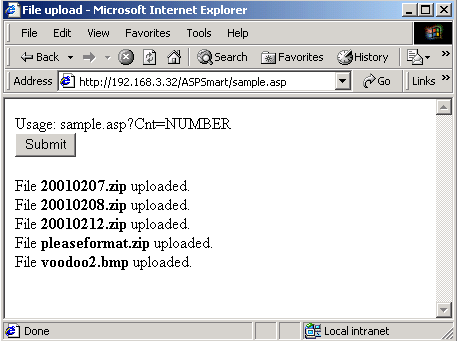 File upload - Microsoft Internet Explorer
File Edit View Favorites Tools Help
Back Search Favorites History
Address http://192.168.3.32/ASPSmart/sample.asp Go Links »
Usage: sample.asp?Cnt=NUMBER
Submit
File 20010207.zip uploaded.
File 20010208.zip uploaded.
File 20010212.zip uploaded.
File pleaseformat.zip uploaded.
File voodoo2.bmp uploaded.
Done Local intranet